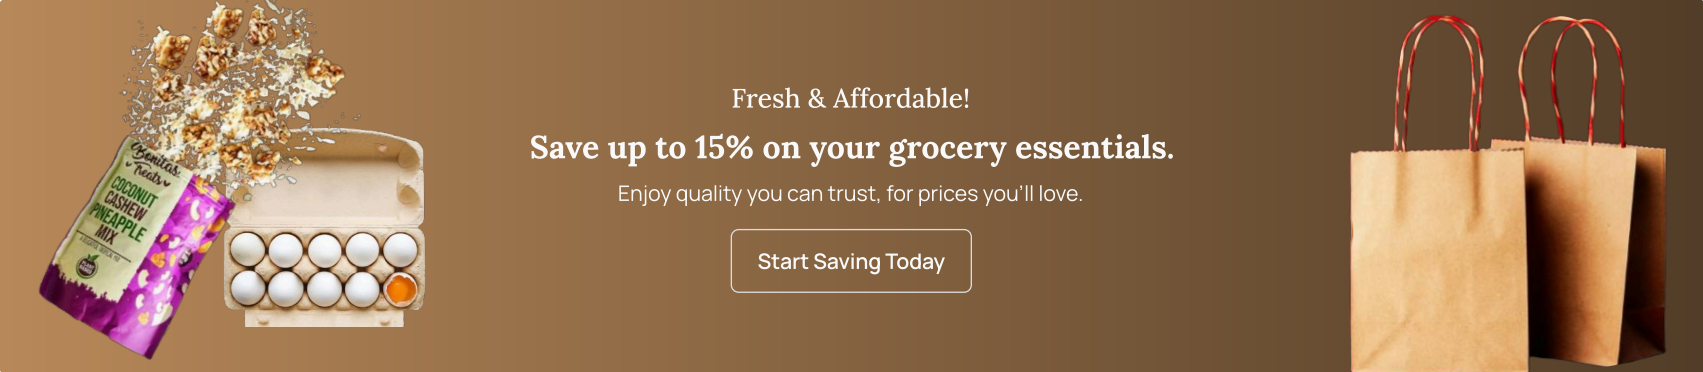 Fresh & Affordable!
Save up to 15% on your grocery essentials.
Enjoy quality you can trust, for prices you'll love.
Start Saving Today
Bonitas
Treats
COCONUT
CASHEW
PINEAPPLE
MIX